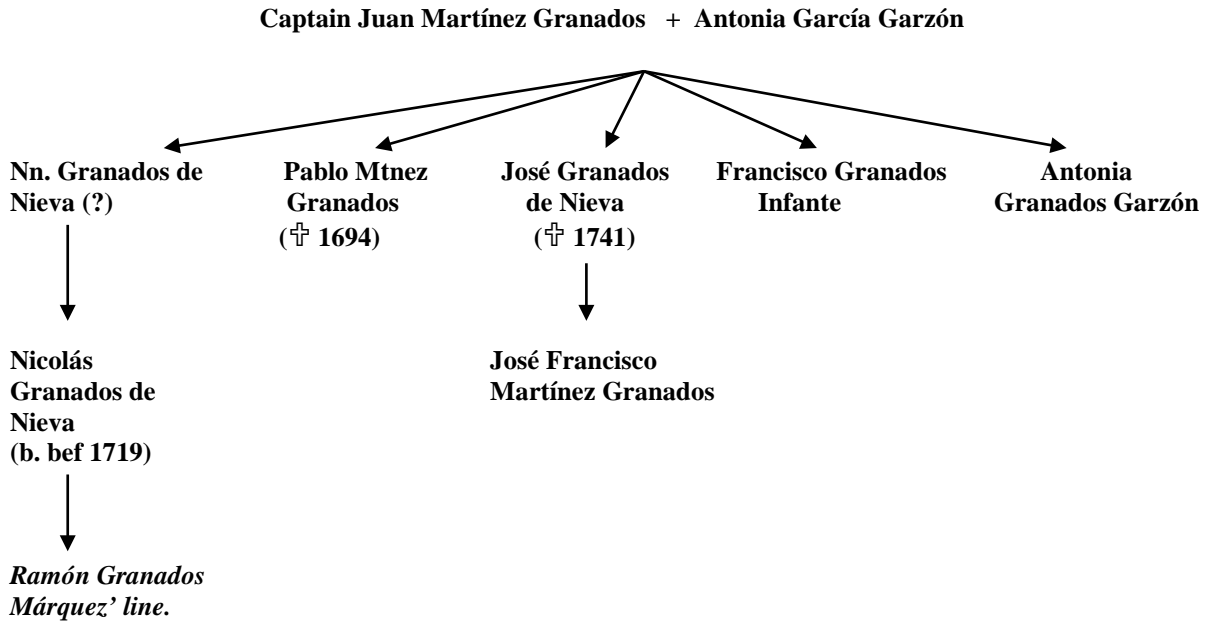 Captain Juan Martínez Granados + Antonia García Garzón
Nn. Granados de
Nieva (?)
Pablo Mtnez
Granados
(✞ 1694)
José Granados
de Nieva
(✞ 1741)
Francisco Granados
Infante
Antonia
Granados Garzón
Nicolás
Granados de
Nieva
(b. bef 1719)
José Francisco
Martínez Granados
Ramón Granados
Márquez’ line.